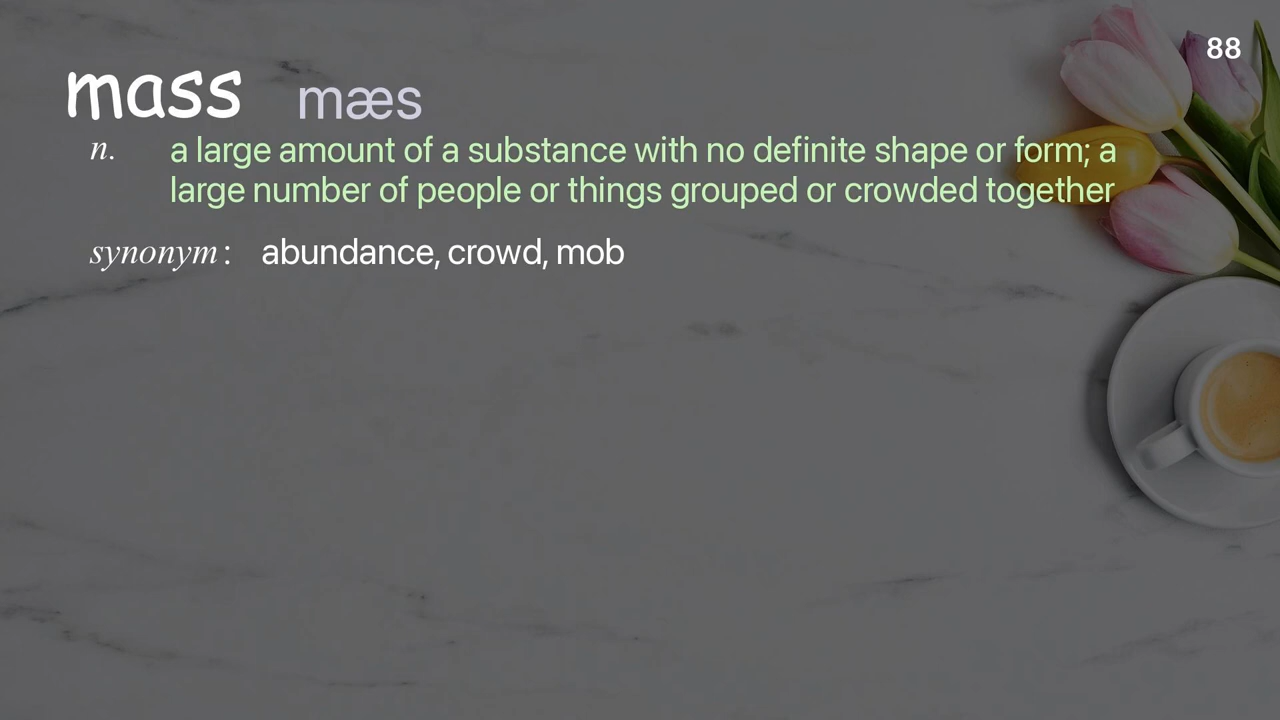 88
mass mæs
n. a large amount of a substance with no definite shape or form; a
large number of people or things grouped or crowded together
synonym: abundance, crowd, mob